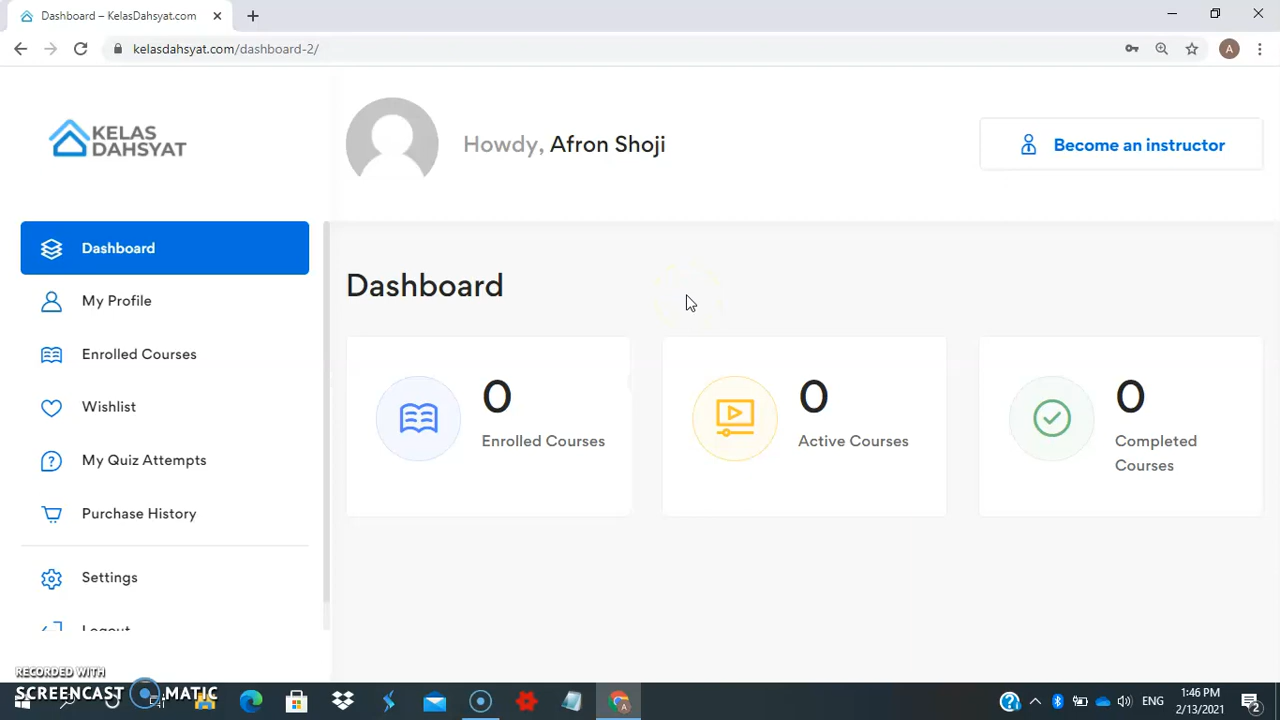 Dashboard – KelasDahsyat.com
kelasdahsyat.com/dashboard-2/
A
KELAS
DAHSYAT
Howdy, Afron Shoji
Become an instructor
Dashboard
My Profile
Enrolled Courses
Wishlist
My Quiz Attempts
Purchase History
Settings
Logout
Dashboard
0
Enrolled Courses
0
Active Courses
0
Completed
Courses
RECORDED WITH
SCREENCAST MATIC
ENG
1:46 PM
2/13/2021
2